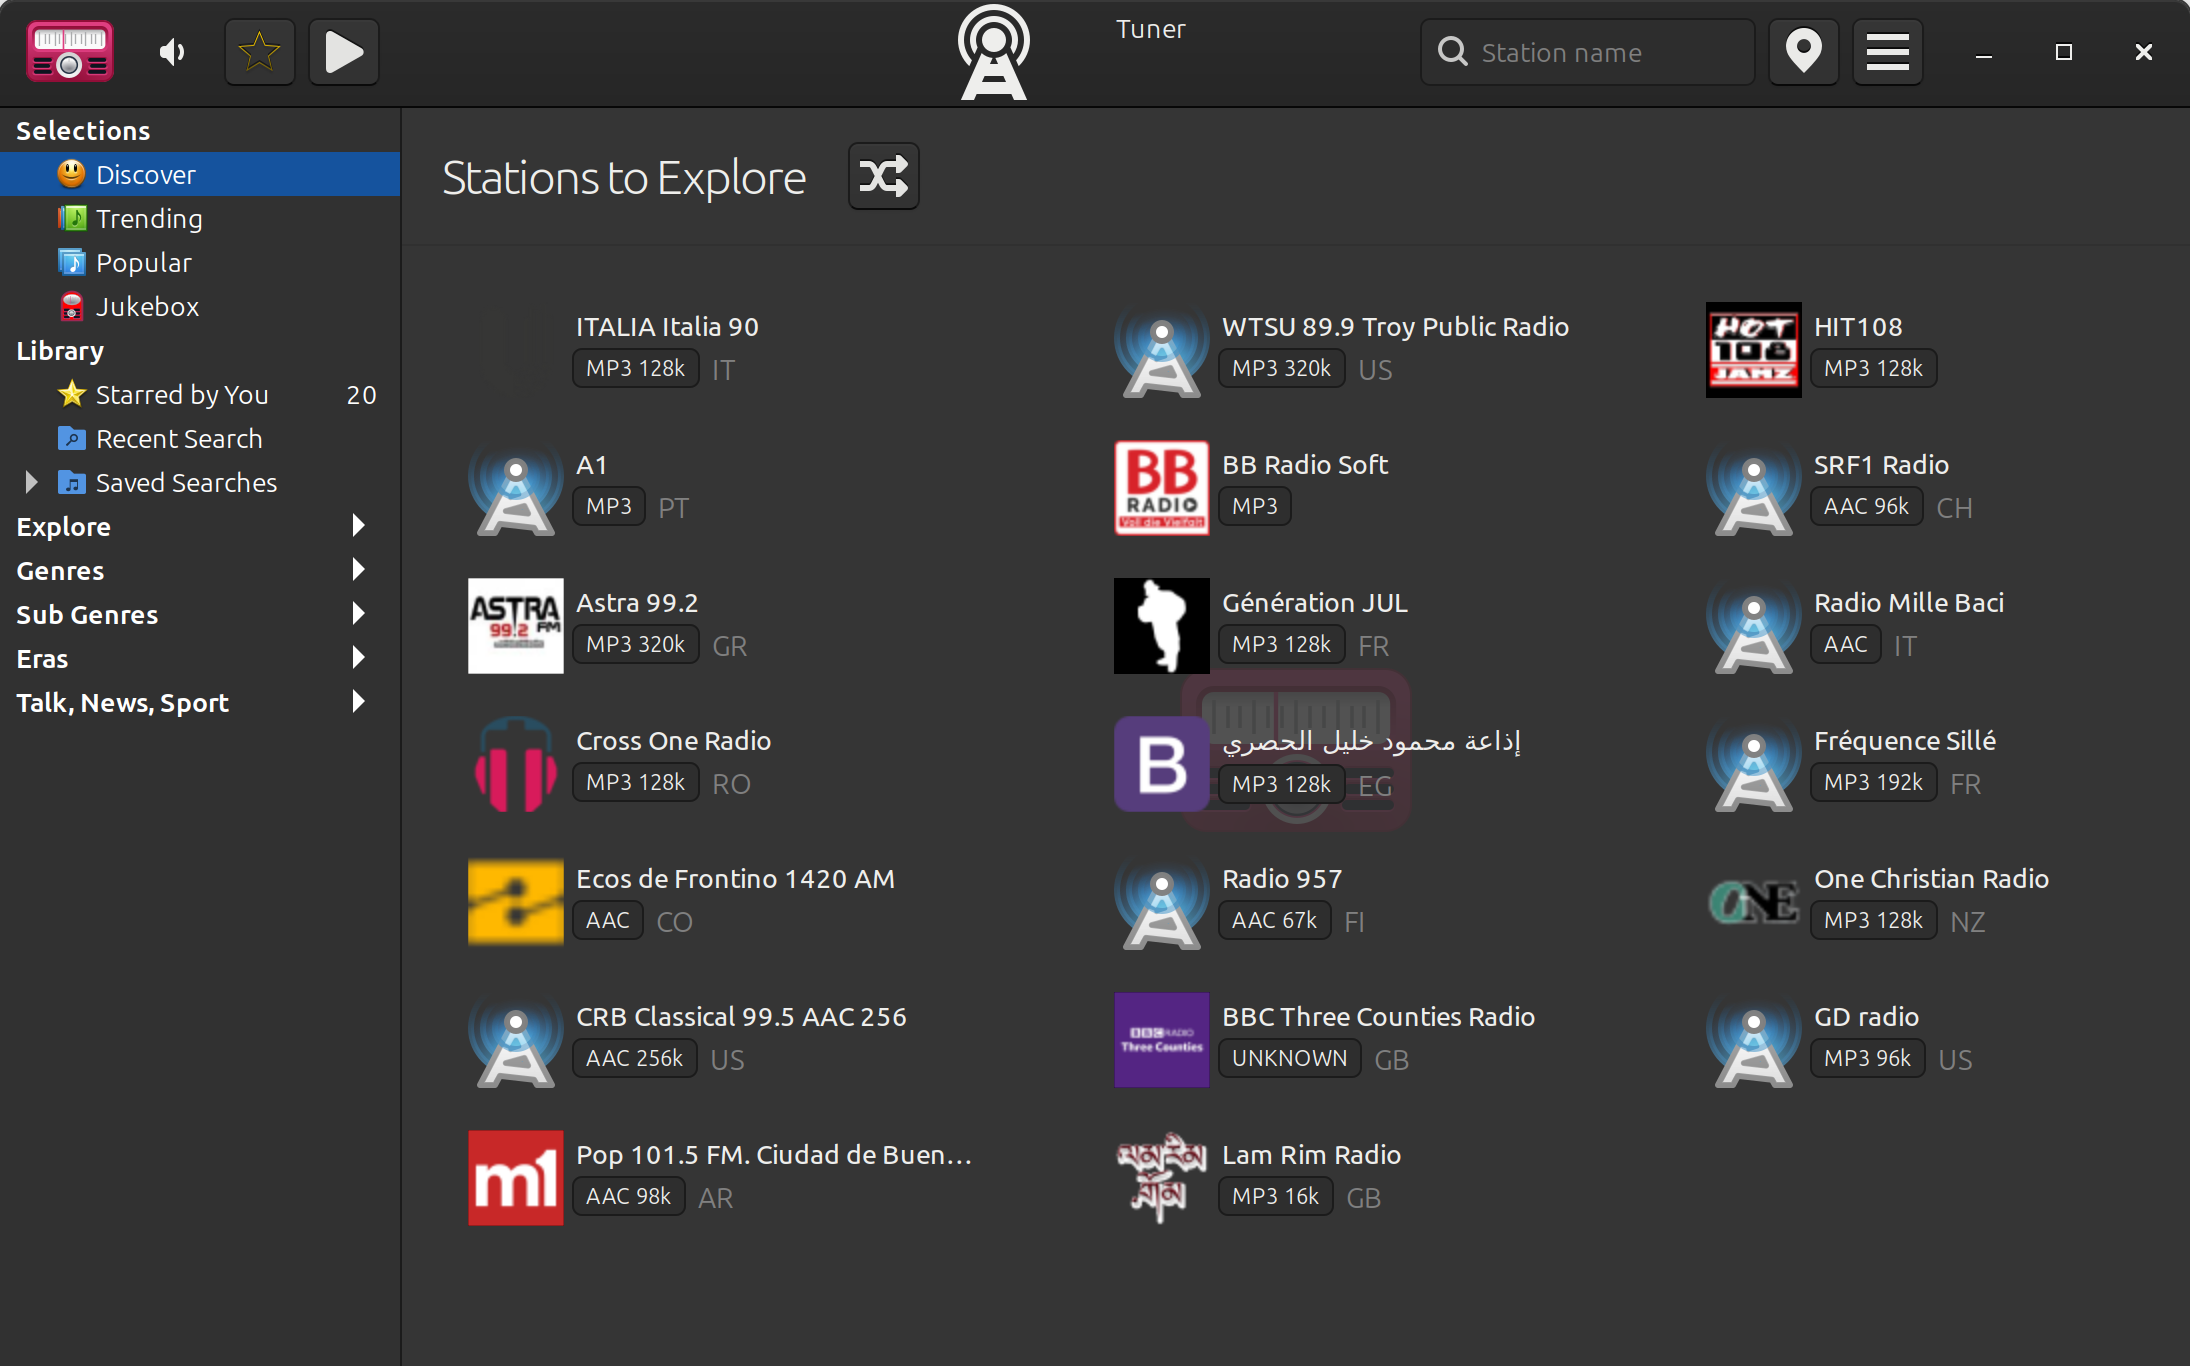 Tuner
Station name
Selections
Discover
Trending
Popular
Jukebox
Library
Starred by You 20
Recent Search
Saved Searches
Explore
Genres
Sub Genres
Eras
Talk, News, Sport
Stations to Explore
ITALIA Italia 90
MP3 128k IT
WTSU 89.9 Troy Public Radio
MP3 320k US
HOT
108
JAMZ
HIT108
MP3 128k
A1
MP3 PT
BB
RADIO
Voll die Vielfalt
BB Radio Soft
MP3
SRF1 Radio
AAC 96k CH
ASTRA
99.2 FM
Astra 99.2
MP3 320k GR
Génération JUL
MP3 128k FR
Radio Mille Baci
AAC IT
Cross One Radio
MP3 128k RO
B
إذاعة محمود خليل الحصري
MP3 128k EG
Fréquence Sillé
MP3 192k FR
Ecos de Frontino 1420 AM
AAC CO
Radio 957
AAC 67k FI
ONE
One Christian Radio
MP3 128k NZ
CRB Classical 99.5 AAC 256
AAC 256k US
BBC RADIO
Three Counties
BBC Three Counties Radio
UNKNOWN GB
GD radio
MP3 96k US
m1
Pop 101.5 FM. Ciudad de Buen...
AAC 98k AR
Lam Rim Radio
MP3 16k GB